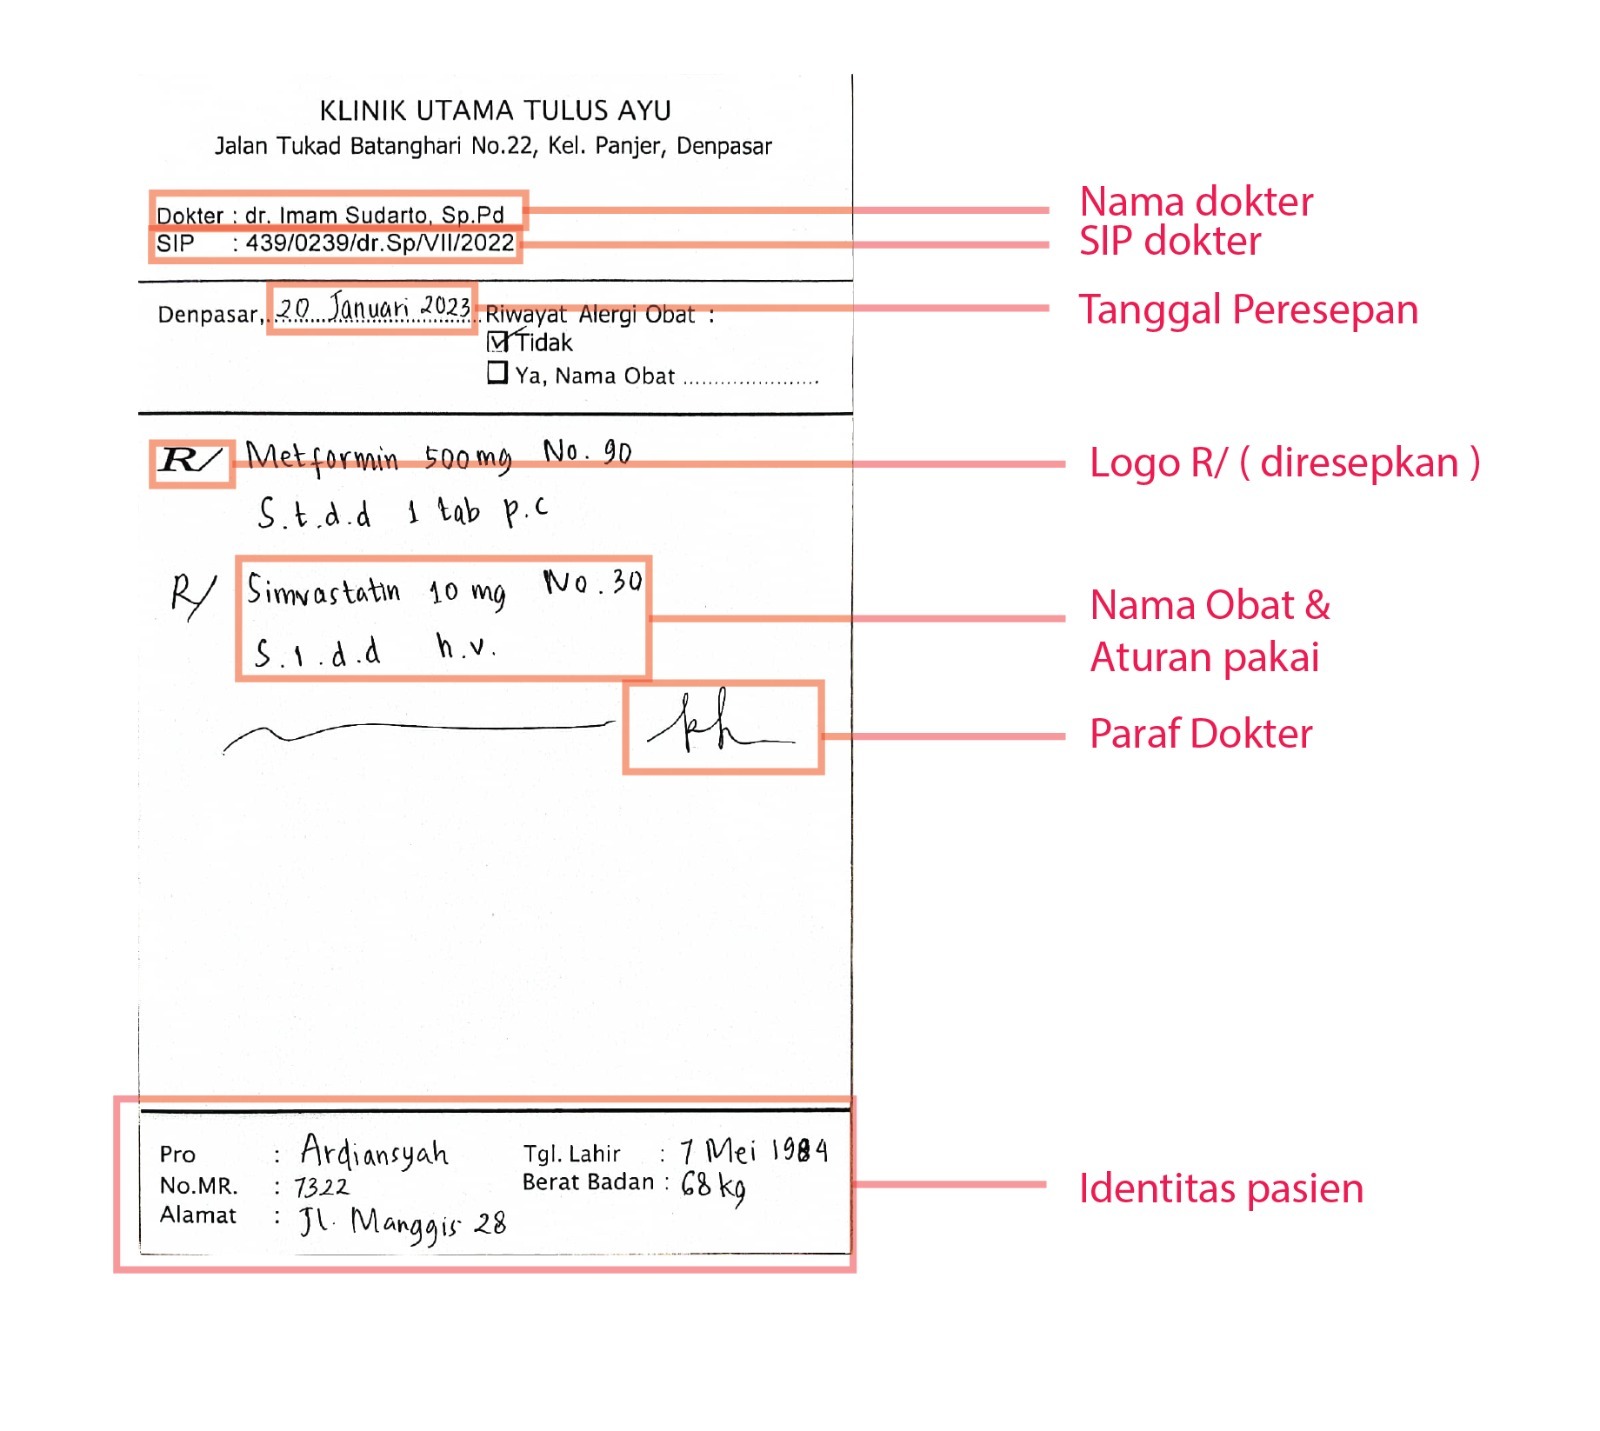 KLINIK UTAMA TULUS AYU
Jalan Tukad Batanghari No.22, Kel. Panjer, Denpasar
Dokter : dr. Imam Sudarto, Sp.Pd
Nama dokter
SIP : 439/0239/dr.Sp/VII/2022
SIP dokter
Denpasar, 20 Januari 2023 Riwayat Alergi Obat :
Tanggal Peresepan
Tidak
Ya, Nama Obat ......................
R/ Metformin 500mg No. 90
Logo R/ ( diresepkan )
S.t.d.d 1 tab p.c
R/ Simvastatin 10 mg No. 30
S.1.d.d h.v.
Nama Obat &
Aturan pakai
Paraf Dokter
Pro : Ardiansyah Tgl. Lahir : 7 Mei 1984
No.MR. : 7322 Berat Badan : 68 kg
Alamat : Jl. Manggis 28
Identitas pasien